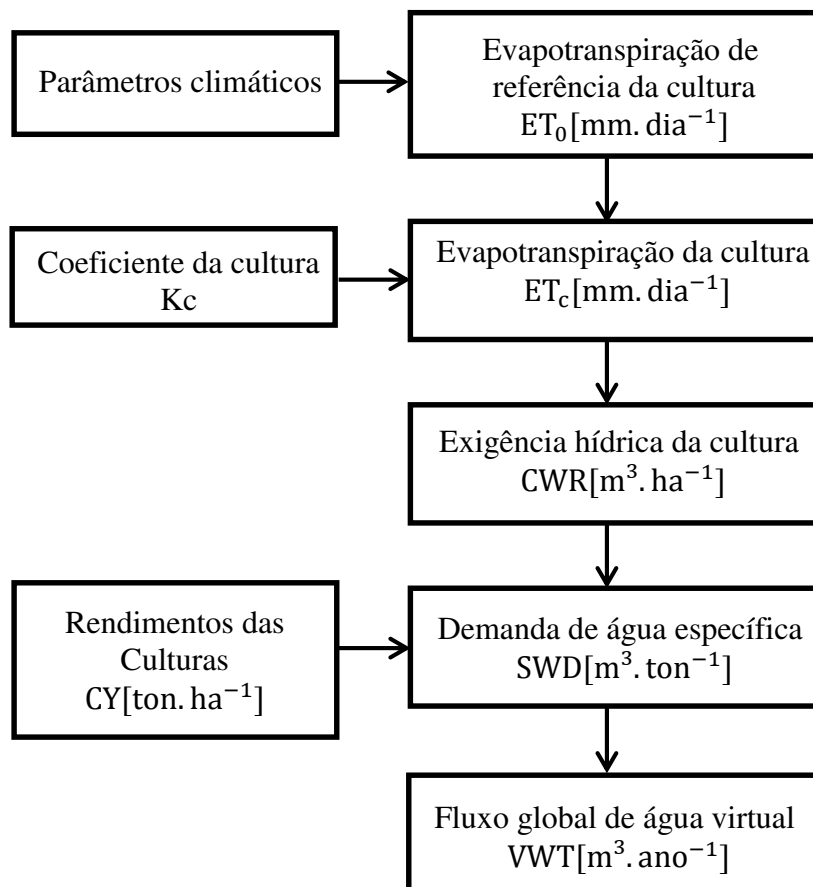 Parâmetros climáticos
Evapotranspiração de
referência da cultura
ET₀[mm. dia⁻¹]
Coeficiente da cultura
Kc
Evapotranspiração da cultura
ETc[mm. dia⁻¹]
Exigência hídrica da cultura
CWR[m³. ha⁻¹]
Rendimentos das
Culturas
CY[ton. ha⁻¹]
Demanda de água específica
SWD[m³. ton⁻¹]
Fluxo global de água virtual
VWT[m³. ano⁻¹]